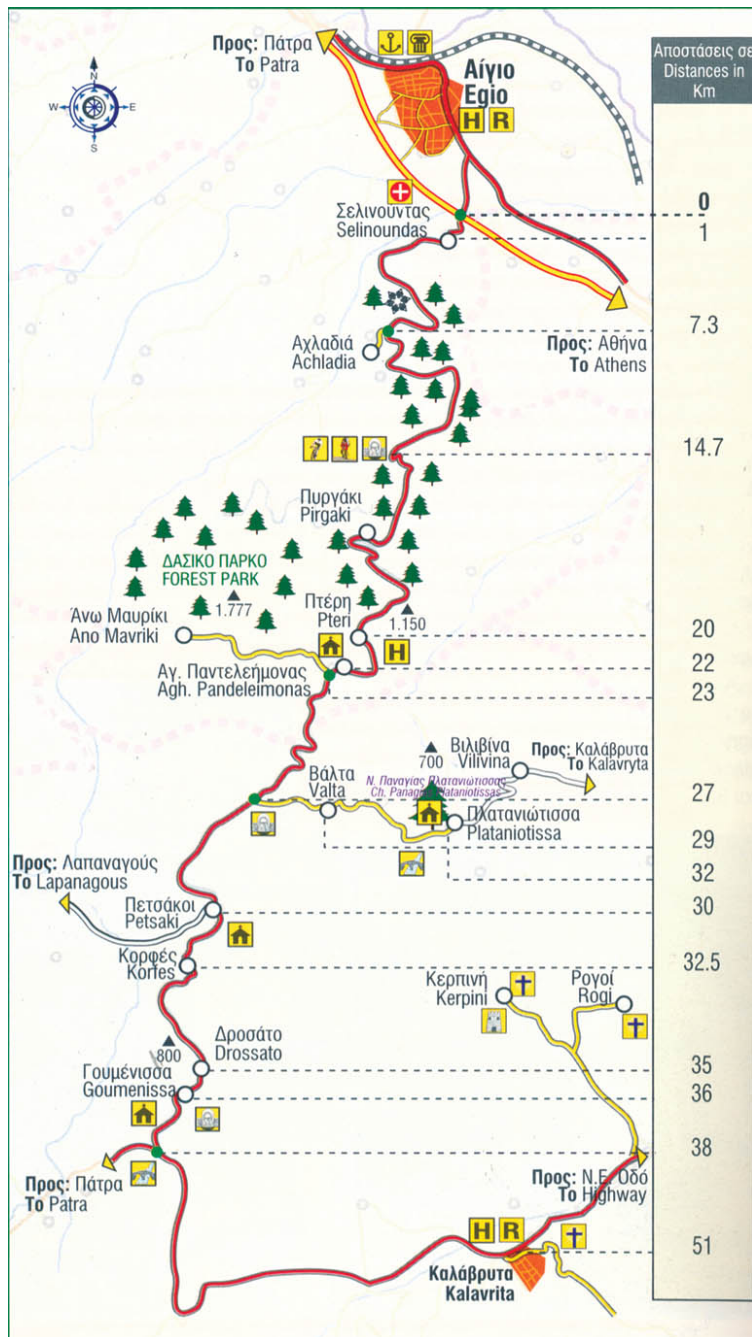 Προς: Πάτρα
To Patra
Αίγιο
Egio
Αποστάσεις σε
Distances in
Km
N
W
E
S
H R
Σελινούντας
Selinoundas
0
1
Αχλαδιά
Achladia
7.3
Προς: Αθήνα
To Athens
14.7
Πυργάκι
Pirgaki
ΔΑΣΙΚΟ ΠΑΡΚΟ
FOREST PARK
1.777
Άνω Μαυρίκι
Ano Mavriki
Πτέρη
Pteri
1.150
20
H
Αγ. Παντελεήμονας
Agh. Pandeleimonas
22
23
700
Βιλιβίνα
Vilivina
Προς: Καλάβρυτα
To Kalavryta
Ν. Παναγίας Πλατανιώτισσας
Ch. Panagia Plataniotissas
Βάλτα
Valta
27
Πλατανιώτισσα
Plataniotissa
29
32
Προς: Λαπαναγούς
To Lapanagous
Πετσάκοι
Petsaki
30
Κορφές
Korfes
32.5
Κερπινή
Kerpini
Ρογοί
Rogi
800
Δροσάτο
Drossato
35
Γουμένισσα
Goumenissa
36
38
Προς: Πάτρα
To Patra
Προς: Ν.Ε. Οδό
To Highway
H R
51
Καλάβρυτα
Kalavrita